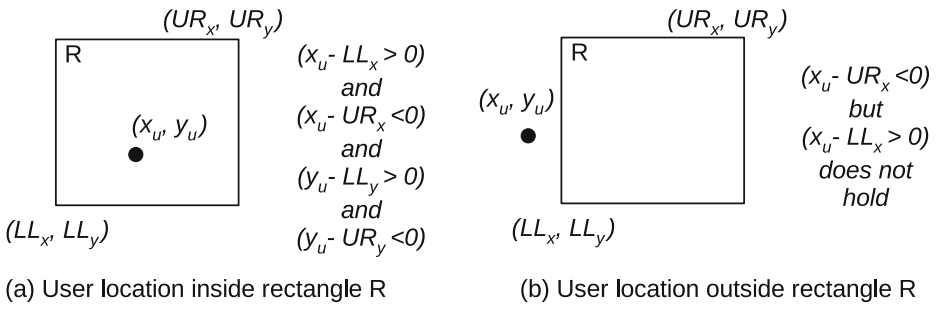 (UR_x, UR_y)
R
(x_u, y_u)
(LL_x, LL_y)
(x_u- LL_x > 0)
and
(x_u- UR_x <0)
and
(y_u- LL_y > 0)
and
(y_u- UR_y <0)
(a) User location inside rectangle R
(UR_x, UR_y)
R
(x_u, y_u)
(LL_x, LL_y)
(x_u- UR_x <0)
but
(x_u- LL_x > 0)
does not
hold
(b) User location outside rectangle R